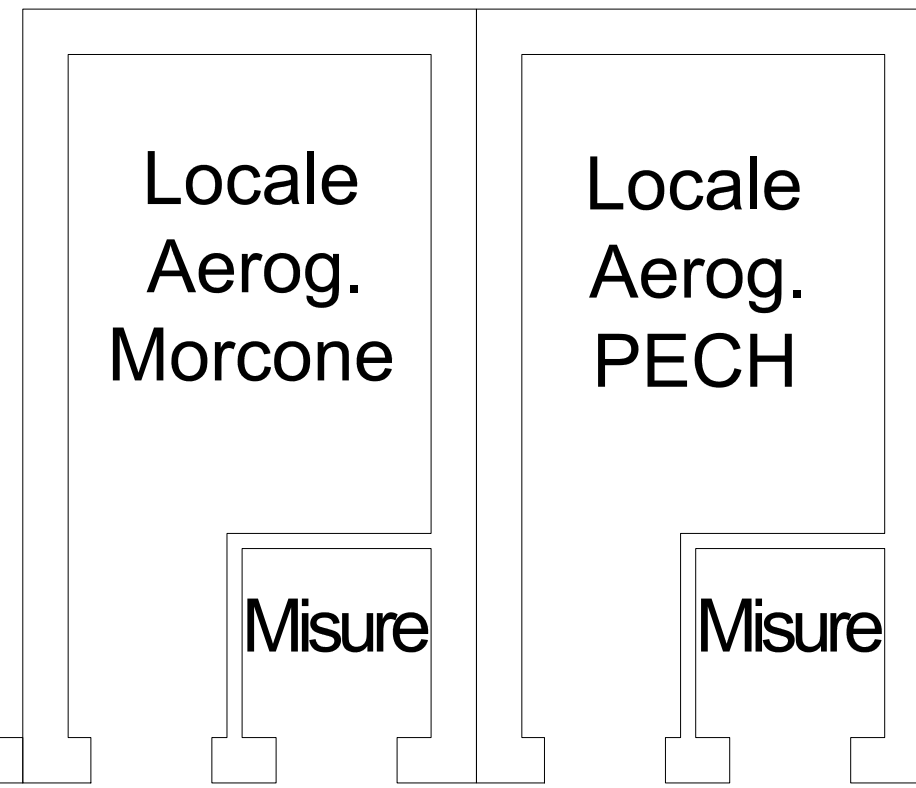 Locale
Aerog.
Morcone
Locale
Aerog.
PECH
Misure
Misure